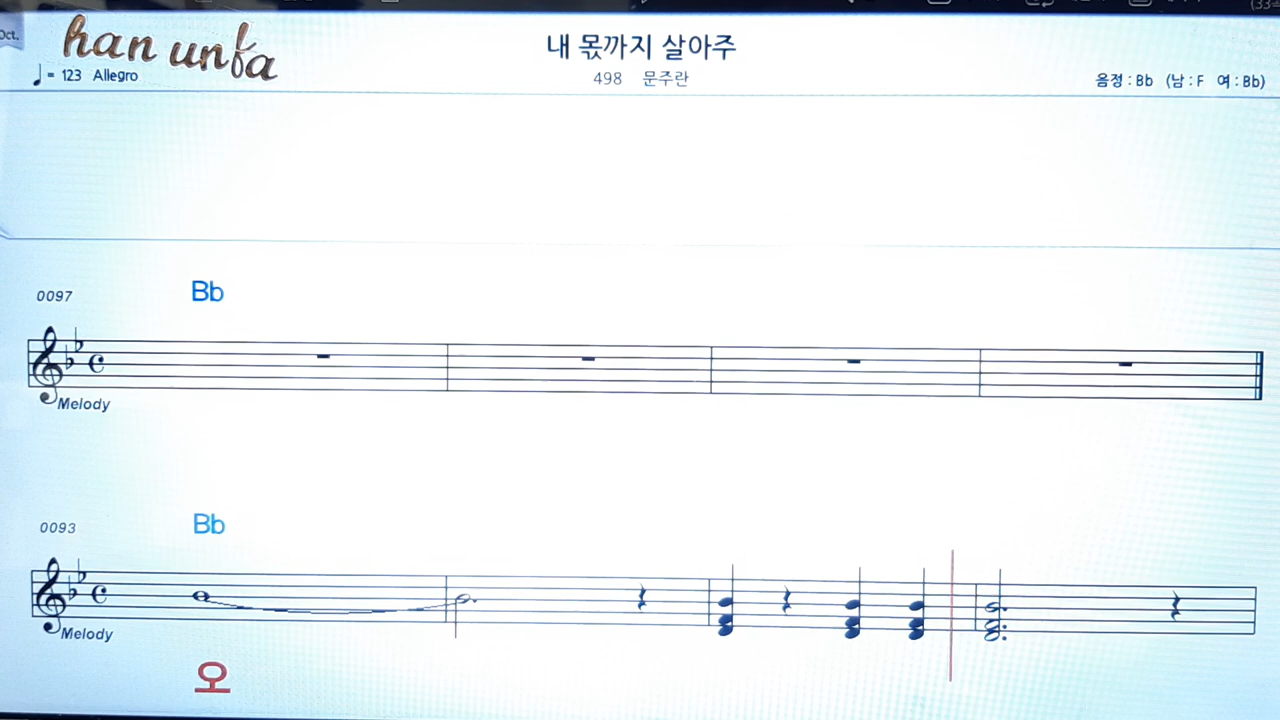 Oct.
han unfa
♩ = 123 Allegro
내 몫까지 살아주
498 문주란
음정 : Bb (남 : F 여 : Bb)
0097
Bb
Melody
0093
Bb
Melody
오